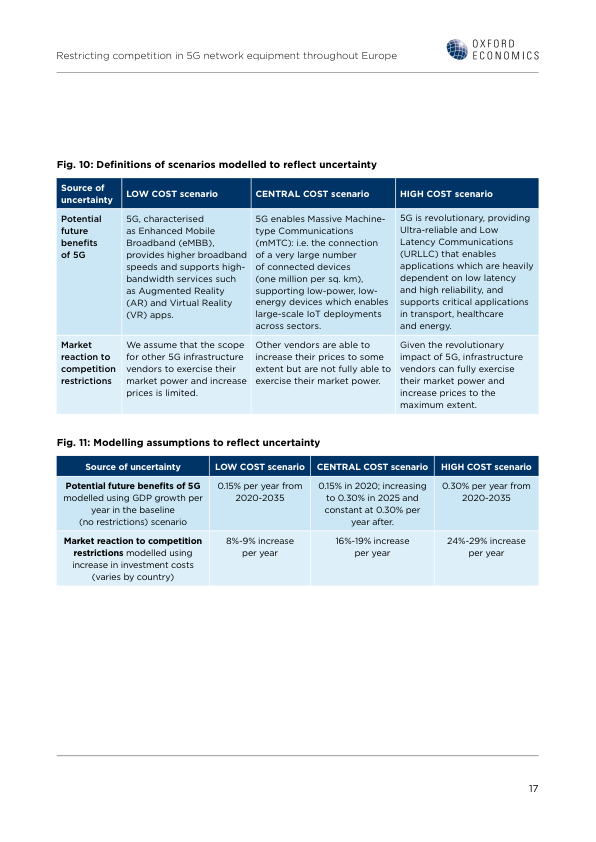 Restricting competition in 5G network equipment throughout Europe
OXFORD
ECONOMICS
Fig. 10: Definitions of scenarios modelled to reflect uncertainty
Source of
uncertainty
LOW COST scenario
CENTRAL COST scenario
HIGH COST scenario
Potential
future
benefits
of 5G
5G, characterised
as Enhanced Mobile
Broadband (eMBB),
provides higher broadband
speeds and supports high-
bandwidth services such
as Augmented Reality
(AR) and Virtual Reality
(VR) apps.
5G enables Massive Machine-
type Communications
(mMTC): i.e. the connection
of a very large number
of connected devices
(one million per sq. km),
supporting low-power, low-
energy devices which enables
large-scale IoT deployments
across sectors.
5G is revolutionary, providing
Ultra-reliable and Low
Latency Communications
(URLLC) that enables
applications which are heavily
dependent on low latency
and high reliability, and
supports critical applications
in transport, healthcare
and energy.
Market
reaction to
competition
restrictions
We assume that the scope
for other 5G infrastructure
vendors to exercise their
market power and increase
prices is limited.
Other vendors are able to
increase their prices to some
extent but are not fully able to
exercise their market power.
Given the revolutionary
impact of 5G, infrastructure
vendors can fully exercise
their market power and
increase prices to the
maximum extent.
Fig. 11: Modelling assumptions to reflect uncertainty
Source of uncertainty
LOW COST scenario
CENTRAL COST scenario
HIGH COST scenario
Potential future benefits of 5G
modelled using GDP growth per
year in the baseline
(no restrictions) scenario
0.15% per year from
2020-2035
0.15% in 2020; increasing
to 0.30% in 2025 and
constant at 0.30% per
year after.
0.30% per year from
2020-2035
Market reaction to competition
restrictions modelled using
increase in investment costs
(varies by country)
8%-9% increase
per year
16%-19% increase
per year
24%-29% increase
per year
17